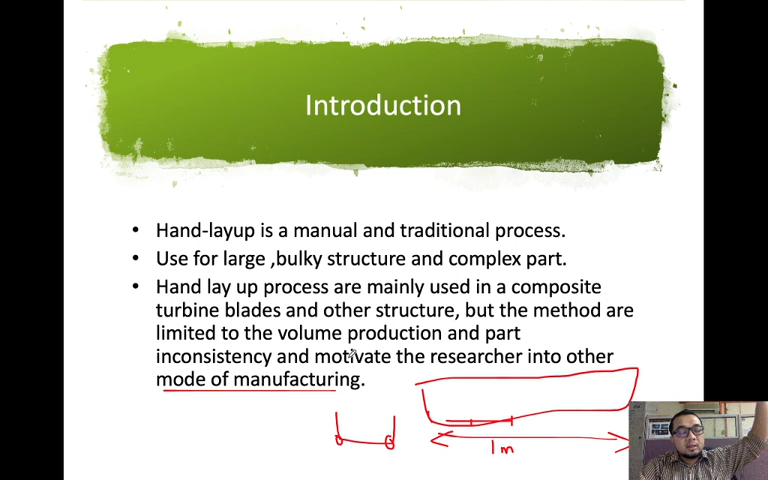 Introduction
• Hand-layup is a manual and traditional process.
• Use for large ,bulky structure and complex part.
• Hand lay up process are mainly used in a composite
turbine blades and other structure, but the method are
limited to the volume production and part
inconsistency and motivate the researcher into other
mode of manufacturing.
1m